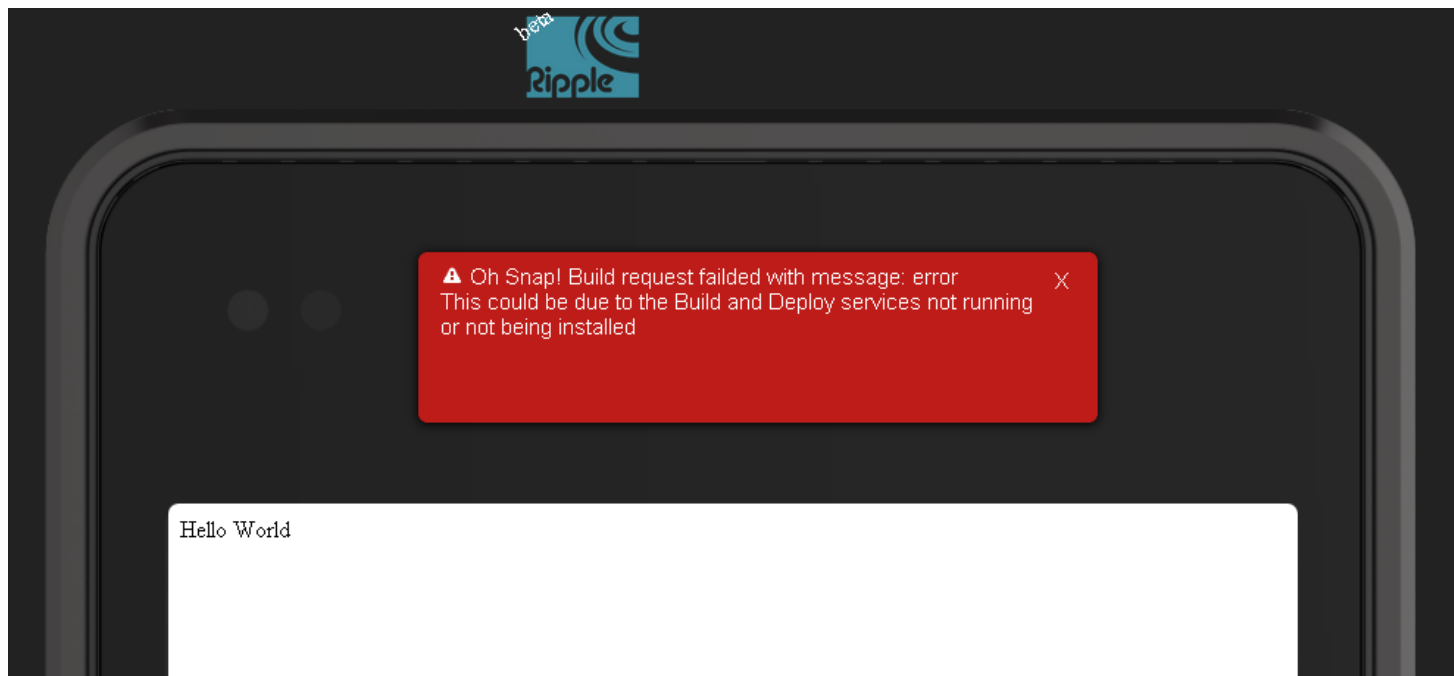 beta
Ripple
Oh Snap! Build request failded with message: error
X
This could be due to the Build and Deploy services not running
or not being installed
Hello World